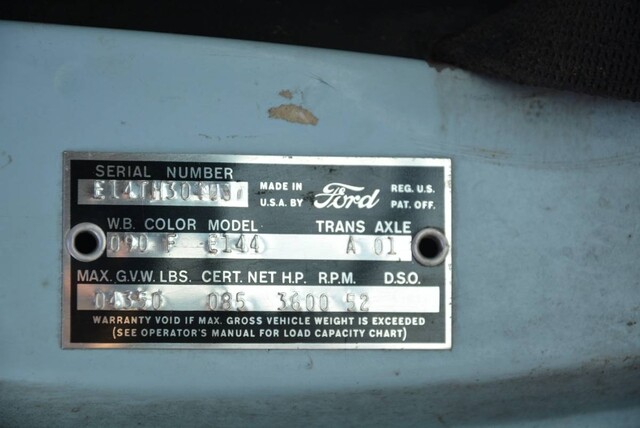 SERIAL NUMBER
MADE IN U.S.A. BY Ford REG. U.S. PAT. OFF.
W.B. COLOR MODEL TRANS AXLE
090 F E144 A 01
MAX. G.V.W. LBS. CERT. NET H.P. R.P.M. D.S.O.
04350 085 3600 52
WARRANTY VOID IF MAX. GROSS VEHICLE WEIGHT IS EXCEEDED
(SEE OPERATOR'S MANUAL FOR LOAD CAPACITY CHART)